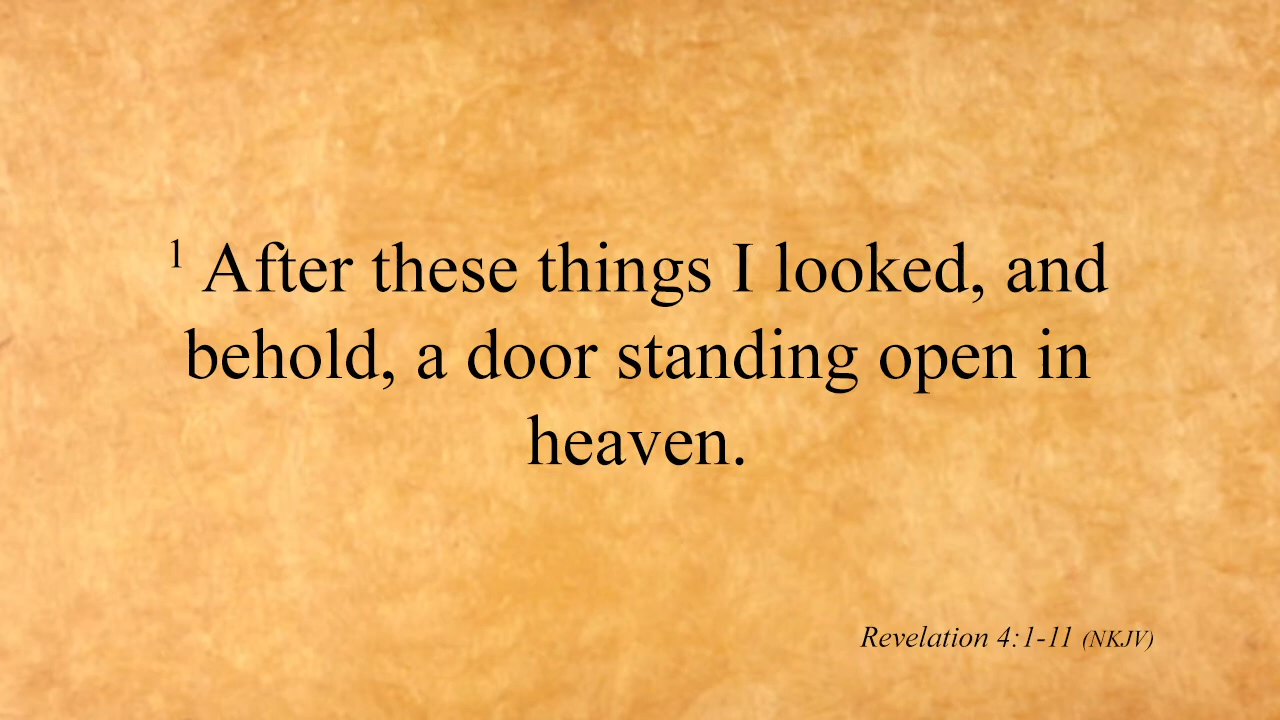 1 After these things I looked, and
behold, a door standing open in
heaven.
Revelation 4:1-11 (NKJV)